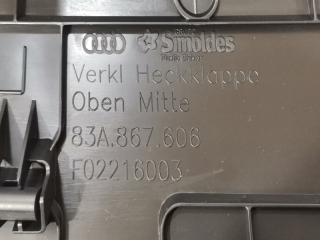 Simoldes
Verkl Heckklappe
Oben Mitte
83A.867.606
F02216003